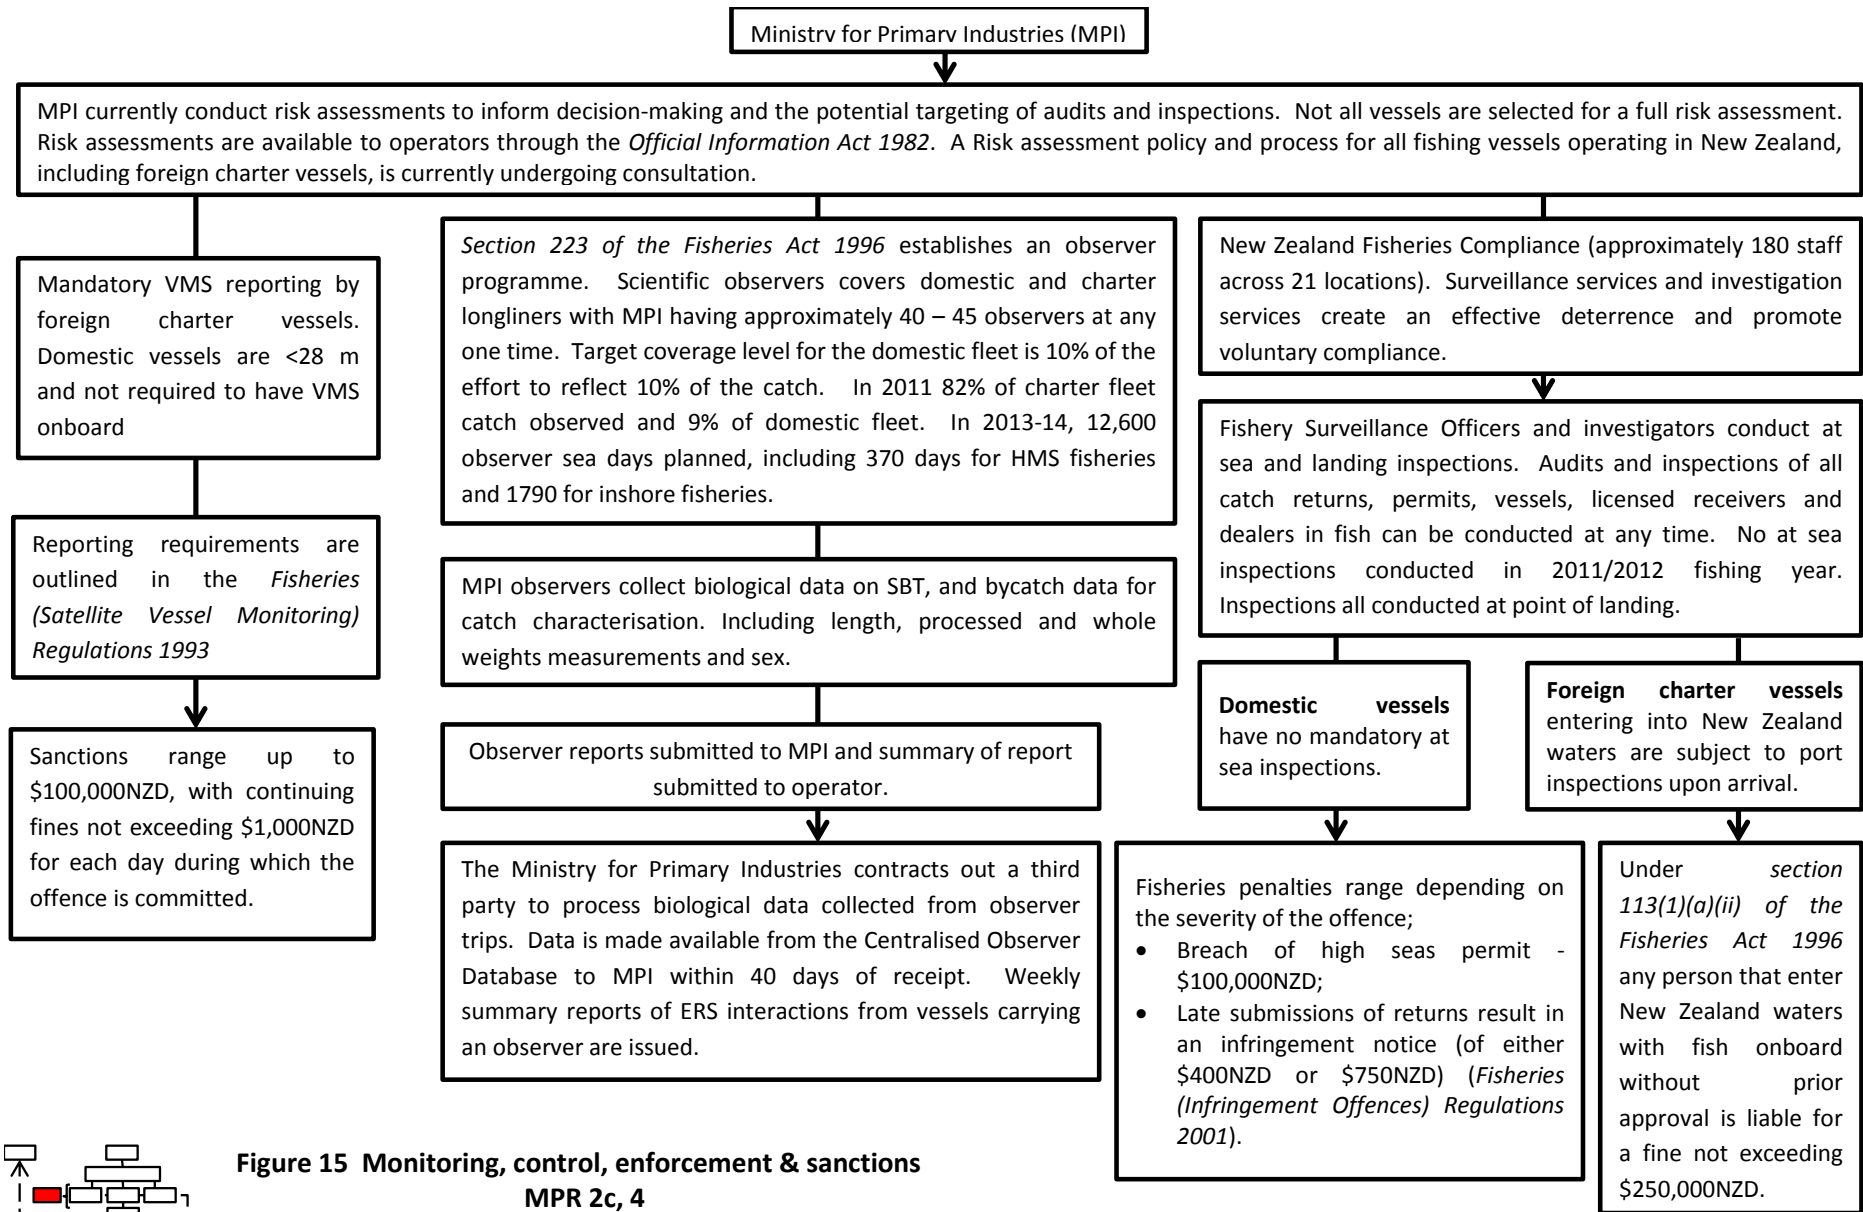 Ministry for Primary Industries (MPI)
MPI currently conduct risk assessments to inform decision-making and the potential targeting of audits and inspections. Not all vessels are selected for a full risk assessment.
Risk assessments are available to operators through the Official Information Act 1982. A Risk assessment policy and process for all fishing vessels operating in New Zealand,
including foreign charter vessels, is currently undergoing consultation.
Mandatory VMS reporting by
foreign charter vessels.
Domestic vessels are <28 m
and not required to have VMS
onboard
Reporting requirements are
outlined in the Fisheries
(Satellite Vessel Monitoring)
Regulations 1993
Sanctions range up to
$100,000NZD, with continuing
fines not exceeding $1,000NZD
for each day during which the
offence is committed.
Section 223 of the Fisheries Act 1996 establishes an observer
programme. Scientific observers covers domestic and charter
longliners with MPI having approximately 40 – 45 observers at any
one time. Target coverage level for the domestic fleet is 10% of the
effort to reflect 10% of the catch. In 2011 82% of charter fleet
catch observed and 9% of domestic fleet. In 2013-14, 12,600
observer sea days planned, including 370 days for HMS fisheries
and 1790 for inshore fisheries.
MPI observers collect biological data on SBT, and bycatch data for
catch characterisation. Including length, processed and whole
weights measurements and sex.
Observer reports submitted to MPI and summary of report
submitted to operator.
The Ministry for Primary Industries contracts out a third
party to process biological data collected from observer
trips. Data is made available from the Centralised Observer
Database to MPI within 40 days of receipt. Weekly
summary reports of ERS interactions from vessels carrying
an observer are issued.
New Zealand Fisheries Compliance (approximately 180 staff
across 21 locations). Surveillance services and investigation
services create an effective deterrence and promote
voluntary compliance.
Fishery Surveillance Officers and investigators conduct at
sea and landing inspections. Audits and inspections of all
catch returns, permits, vessels, licensed receivers and
dealers in fish can be conducted at any time. No at sea
inspections conducted in 2011/2012 fishing year.
Inspections all conducted at point of landing.
Domestic vessels
have no mandatory at
sea inspections.
Fisheries penalties range depending on
the severity of the offence;
• Breach of high seas permit -
$100,000NZD;
• Late submissions of returns result in
an infringement notice (of either
$400NZD or $750NZD) (Fisheries
(Infringement Offences) Regulations
2001).
Foreign charter vessels
entering into New Zealand
waters are subject to port
inspections upon arrival.
Under section
113(1)(a)(ii) of the
Fisheries Act 1996
any person that enter
New Zealand waters
with fish onboard
without prior
approval is liable for
a fine not exceeding
$250,000NZD.
Figure 15 Monitoring, control, enforcement & sanctions
MPR 2c, 4